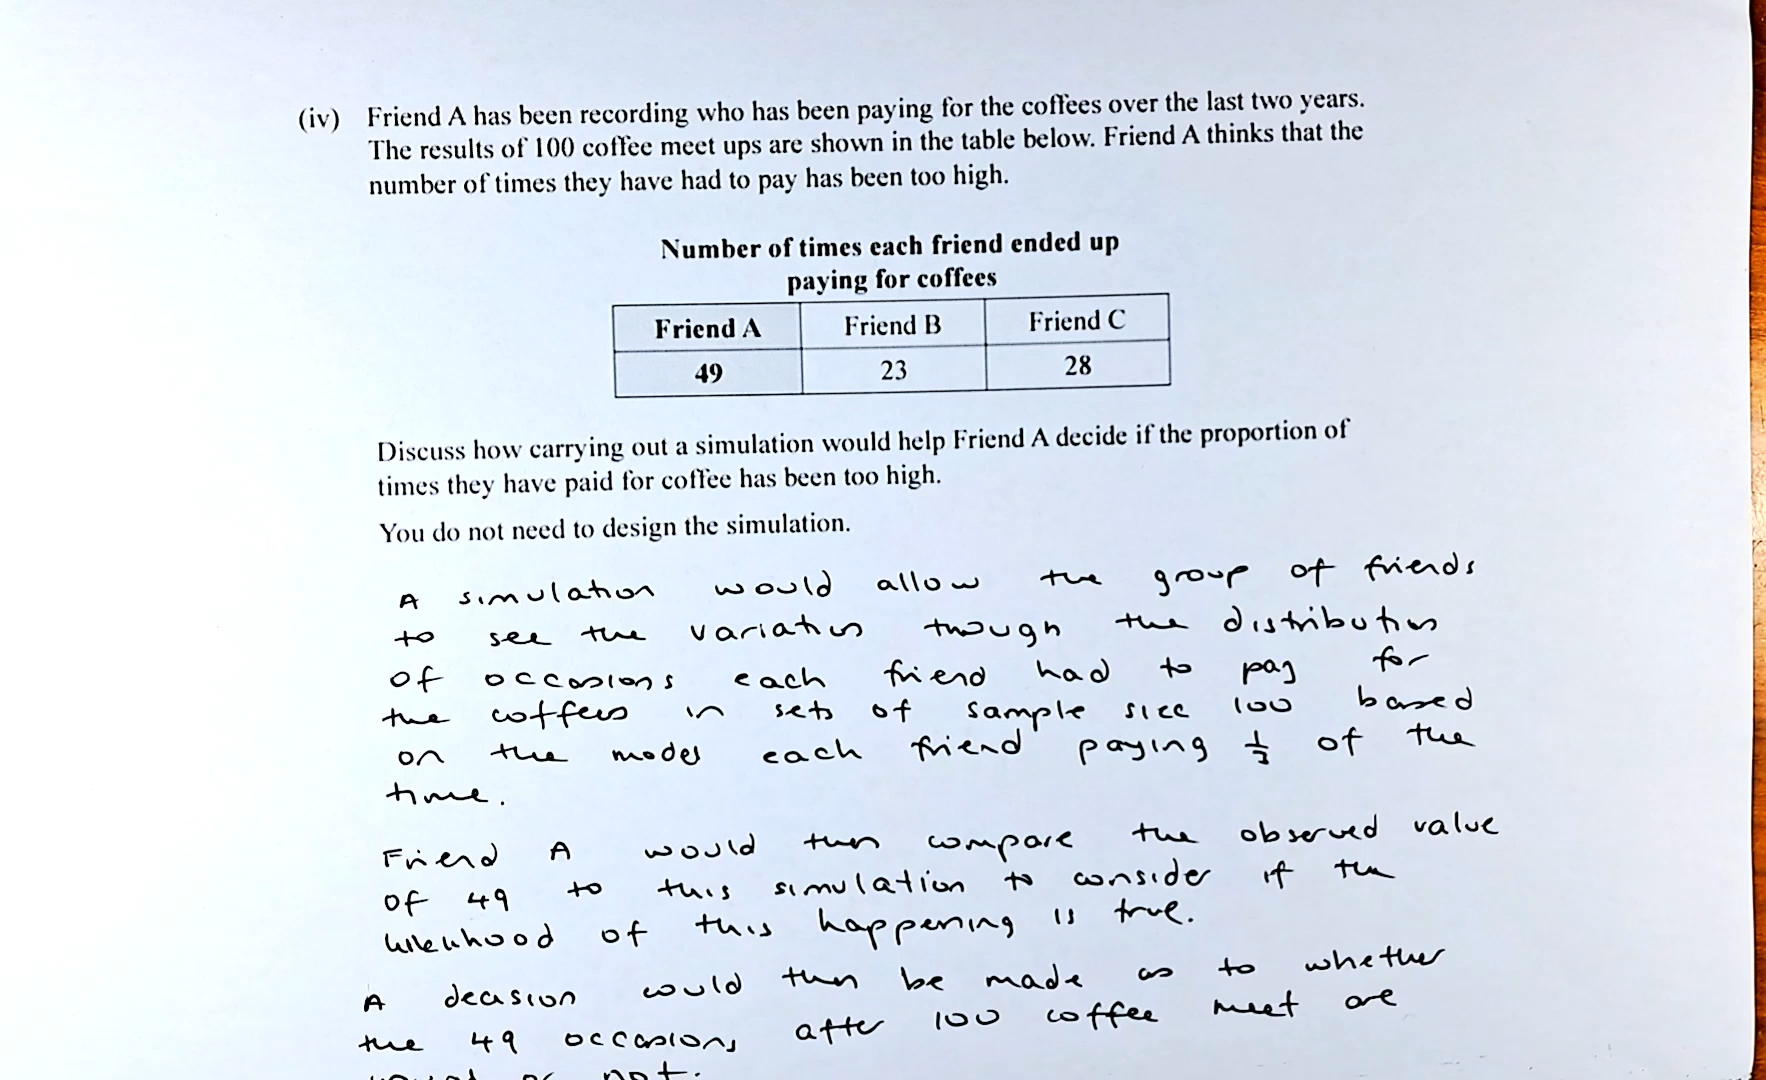 (iv) Friend A has been recording who has been paying for the coffees over the last two years.
The results of 100 coffee meet ups are shown in the table below. Friend A thinks that the
number of times they have had to pay has been too high.
Number of times each friend ended up
paying for coffees
Friend A Friend B Friend C
49 23 28
Discuss how carrying out a simulation would help Friend A decide if the proportion of
times they have paid for coffee has been too high.
You do not need to design the simulation.
A simulation would allow the group of friends
to see the variation though the distribution
of occasions each friend had to pay for
the coffees in sets of sample size 100 based
on the model each friend paying 1/3 of the
time.
Friend A would then compare the observed value
of 49 to this simulation to consider if the
likelihood of this happening is true.
A decision would then be made as to whether
the 49 occasions after 100 coffee meet are
or not.